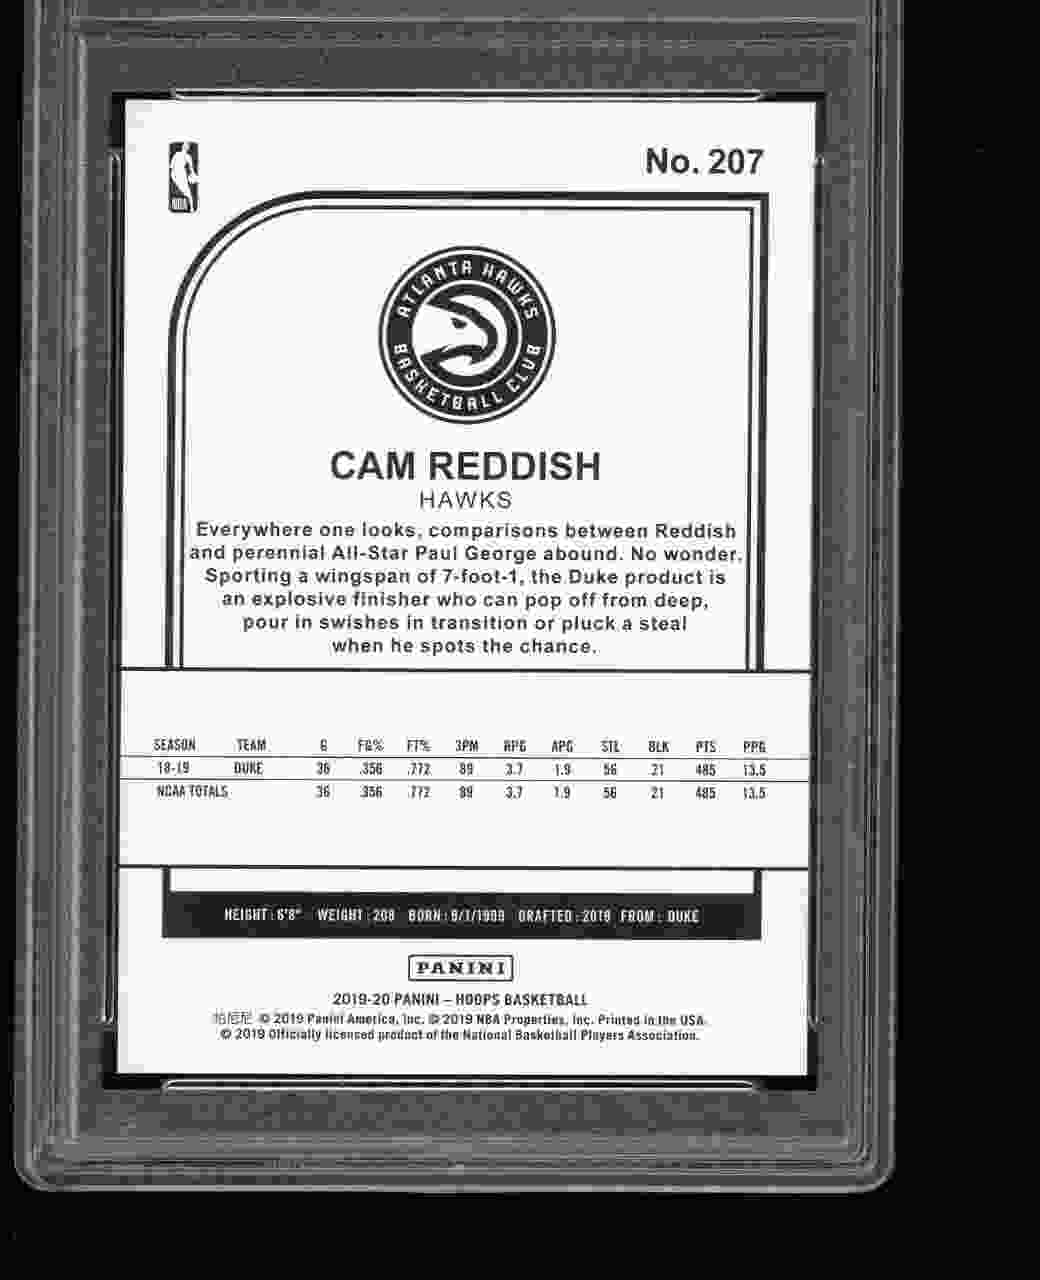 No. 207
NBA
ATLANTA HAWKS
BASKETBALL CLUB
CAM REDDISH
HAWKS
Everywhere one looks, comparisons between Reddish
and perennial All-Star Paul George abound. No wonder.
Sporting a wingspan of 7-foot-1, the Duke product is
an explosive finisher who can pop off from deep,
pour in swishes in transition or pluck a steal
when he spots the chance.
SEASON TEAM G FG% FT% 3PM RPG APG STL BLK PTS PPG
18-19 DUKE 36 .356 .772 89 3.7 1.9 56 21 485 13.5
NCAA TOTALS 36 .356 .772 89 3.7 1.9 56 21 485 13.5
HEIGHT: 6'8" WEIGHT: 208 BORN: 9/1/1999 DRAFTED: 2019 FROM: DUKE
PANINI
2019-20 PANINI – HOOPS BASKETBALL
帕尼尼 © 2019 Panini America, Inc. © 2019 NBA Properties, Inc. Printed in the USA.
© 2019 Officially licensed product of the National Basketball Players Association.